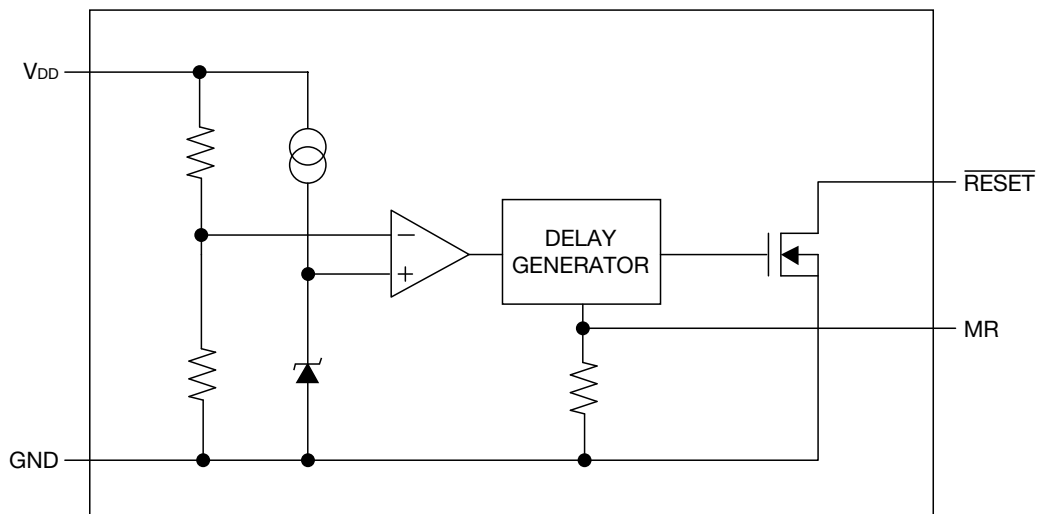 VDD
RESET
−
+
DELAY
GENERATOR
MR
GND